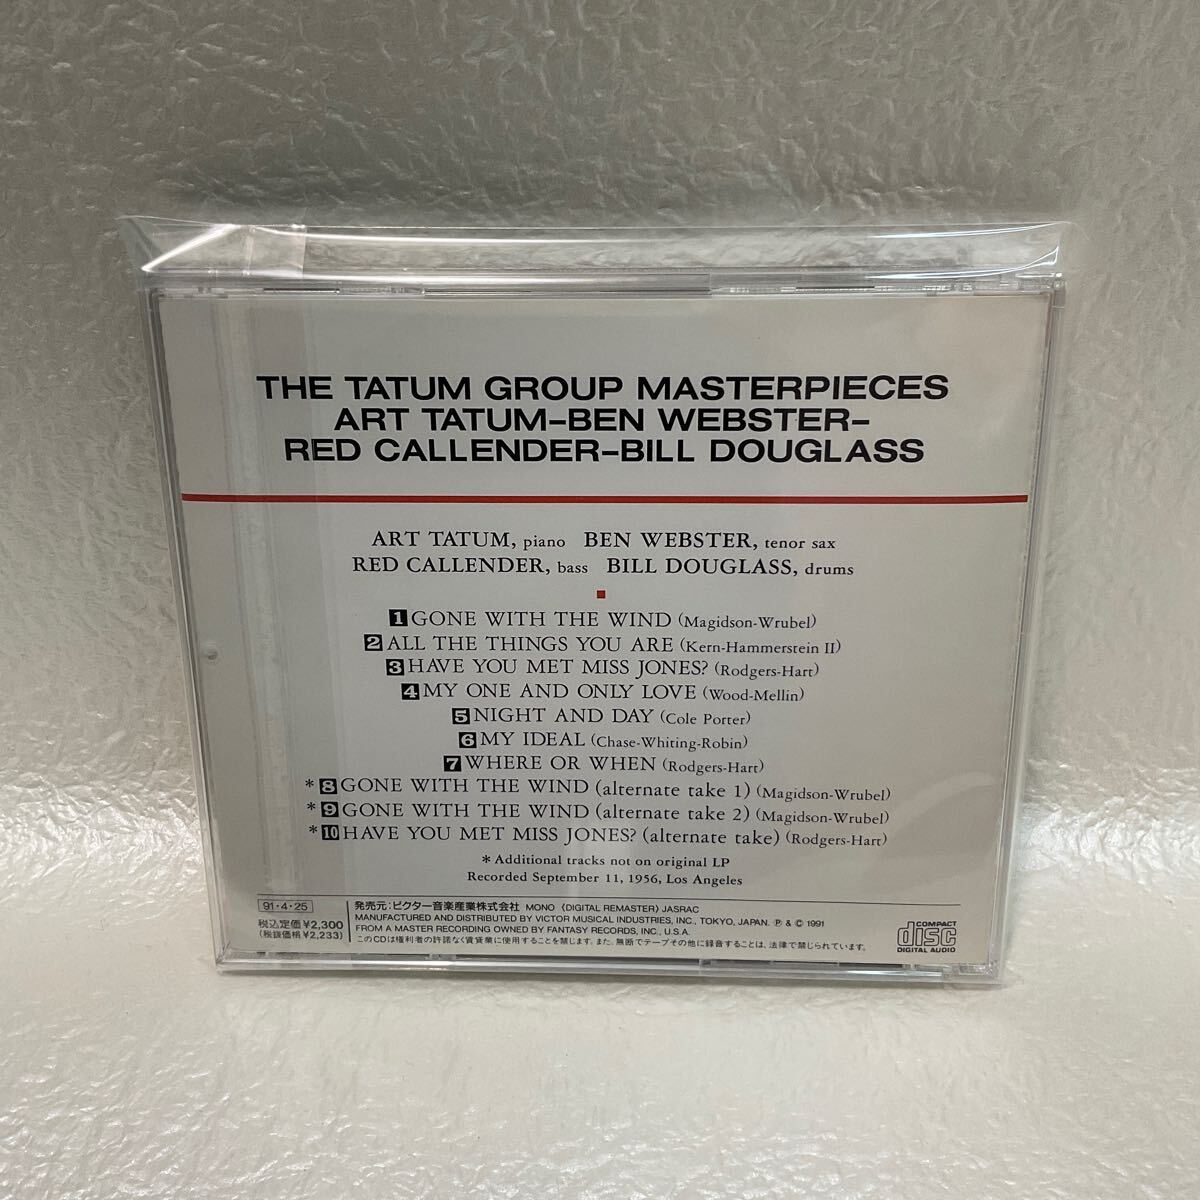 THE TATUM GROUP MASTERPIECES
ART TATUM–BEN WEBSTER–
RED CALLENDER–BILL DOUGLASS
ART TATUM, piano BEN WEBSTER, tenor sax
RED CALLENDER, bass BILL DOUGLASS, drums
1 GONE WITH THE WIND (Magidson-Wrubel)
2 ALL THE THINGS YOU ARE (Kern-Hammerstein II)
3 HAVE YOU MET MISS JONES? (Rodgers-Hart)
4 MY ONE AND ONLY LOVE (Wood-Mellin)
5 NIGHT AND DAY (Cole Porter)
6 MY IDEAL (Chase-Whiting-Robin)
7 WHERE OR WHEN (Rodgers-Hart)
*8 GONE WITH THE WIND (alternate take 1) (Magidson-Wrubel)
*9 GONE WITH THE WIND (alternate take 2) (Magidson-Wrubel)
*10 HAVE YOU MET MISS JONES? (alternate take) (Rodgers-Hart)
* Additional tracks not on original LP
Recorded September 11, 1956, Los Angeles
91・4・25
税込定価¥2,300
(税抜価格¥2,233)
発売元:ビクター音楽産業株式会社 MONO 〈DIGITAL REMASTER〉 JASRAC
MANUFACTURED AND DISTRIBUTED BY VICTOR MUSICAL INDUSTRIES, INC., TOKYO, JAPAN. ℗ & © 1991
FROM A MASTER RECORDING OWNED BY FANTASY RECORDS, INC., U.S.A.
このCDは権利者の許諾なく賃貸業に使用することを禁じます。また、無断でテープその他に録音することは、法律で禁じられています。
COMPACT
disc
DIGITAL AUDIO